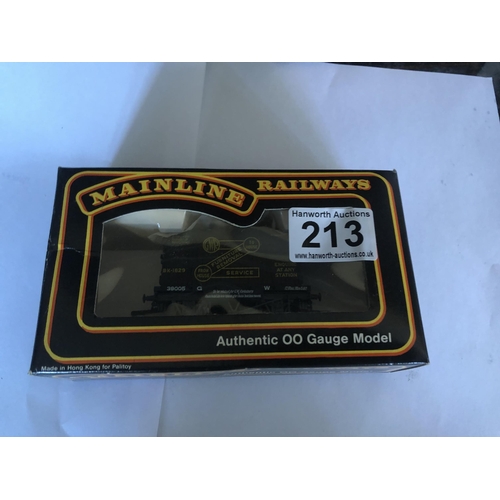 MAINLINE RAILWAYS
Hanworth Auctions
213
www.hanworth-auctions.co.uk
SERVICE
39005 G W
Authentic OO Gauge Model
Made in Hong Kong for Palitoy